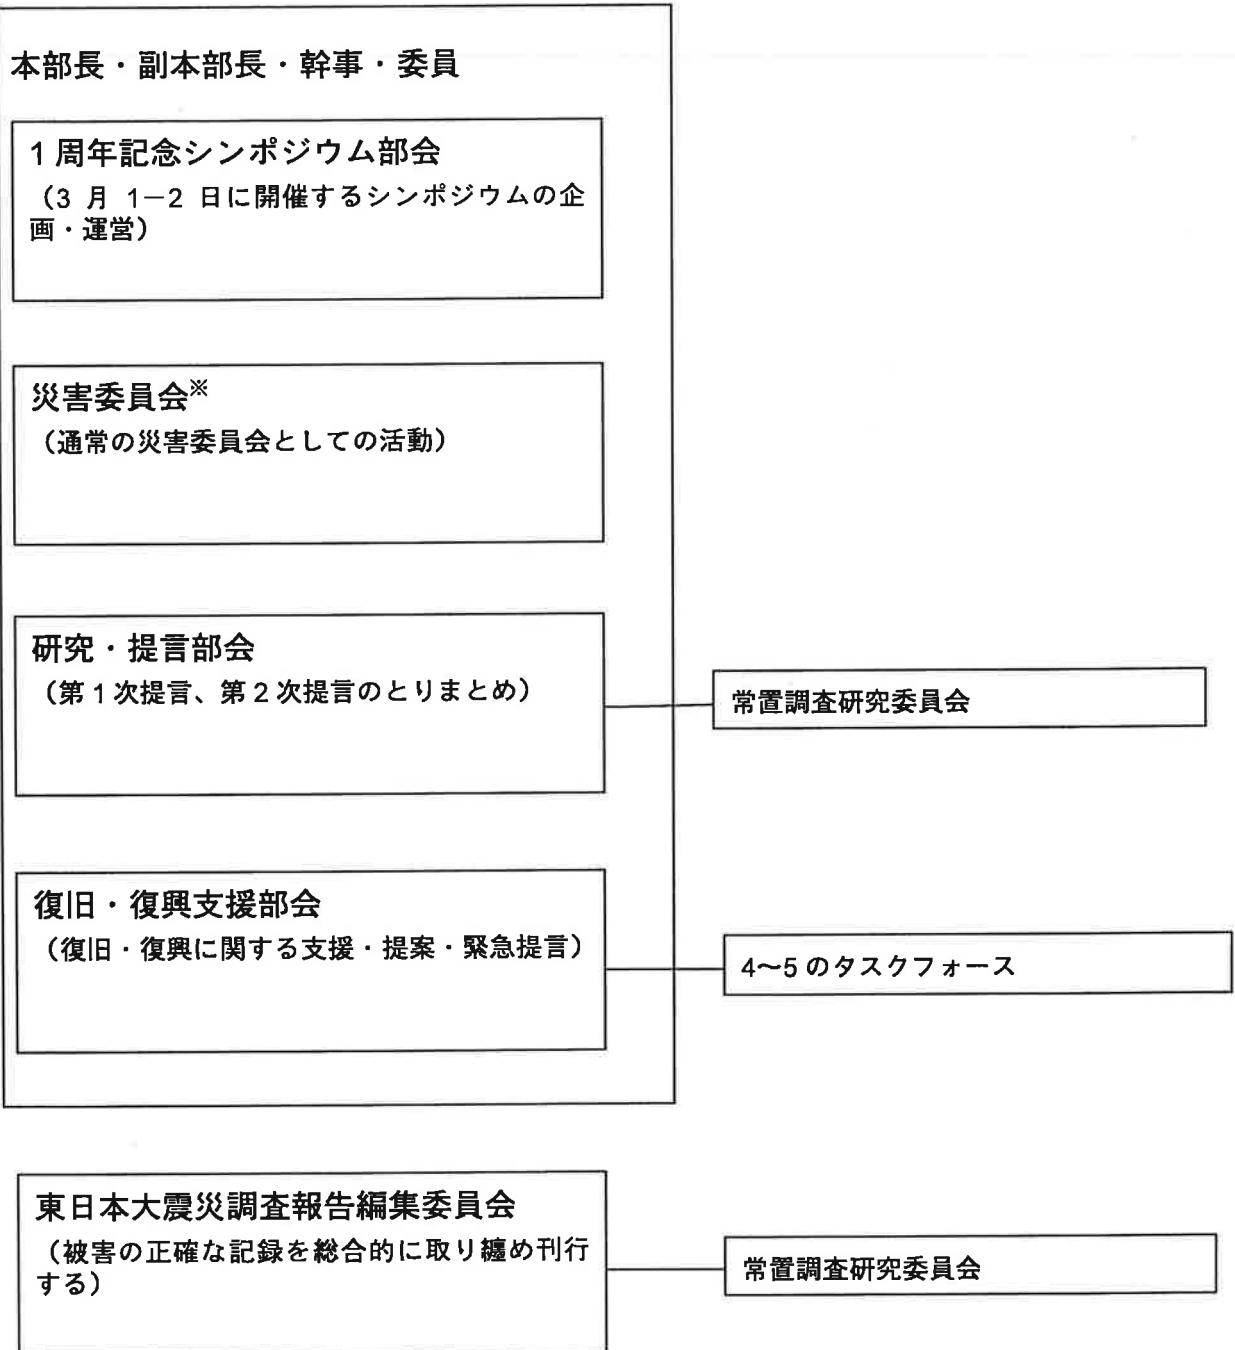 本部長・副本部長・幹事・委員
1周年記念シンポジウム部会
（3 月 1－2 日に開催するシンポジウムの企
画・運営）
災害委員会※
（通常の災害委員会としての活動）
研究・提言部会
（第1次提言、第2次提言のとりまとめ）
常置調査研究委員会
復旧・復興支援部会
（復旧・復興に関する支援・提案・緊急提言）
4～5のタスクフォース
東日本大震災調査報告編集委員会
（被害の正確な記録を総合的に取り纏め刊行
する）
常置調査研究委員会